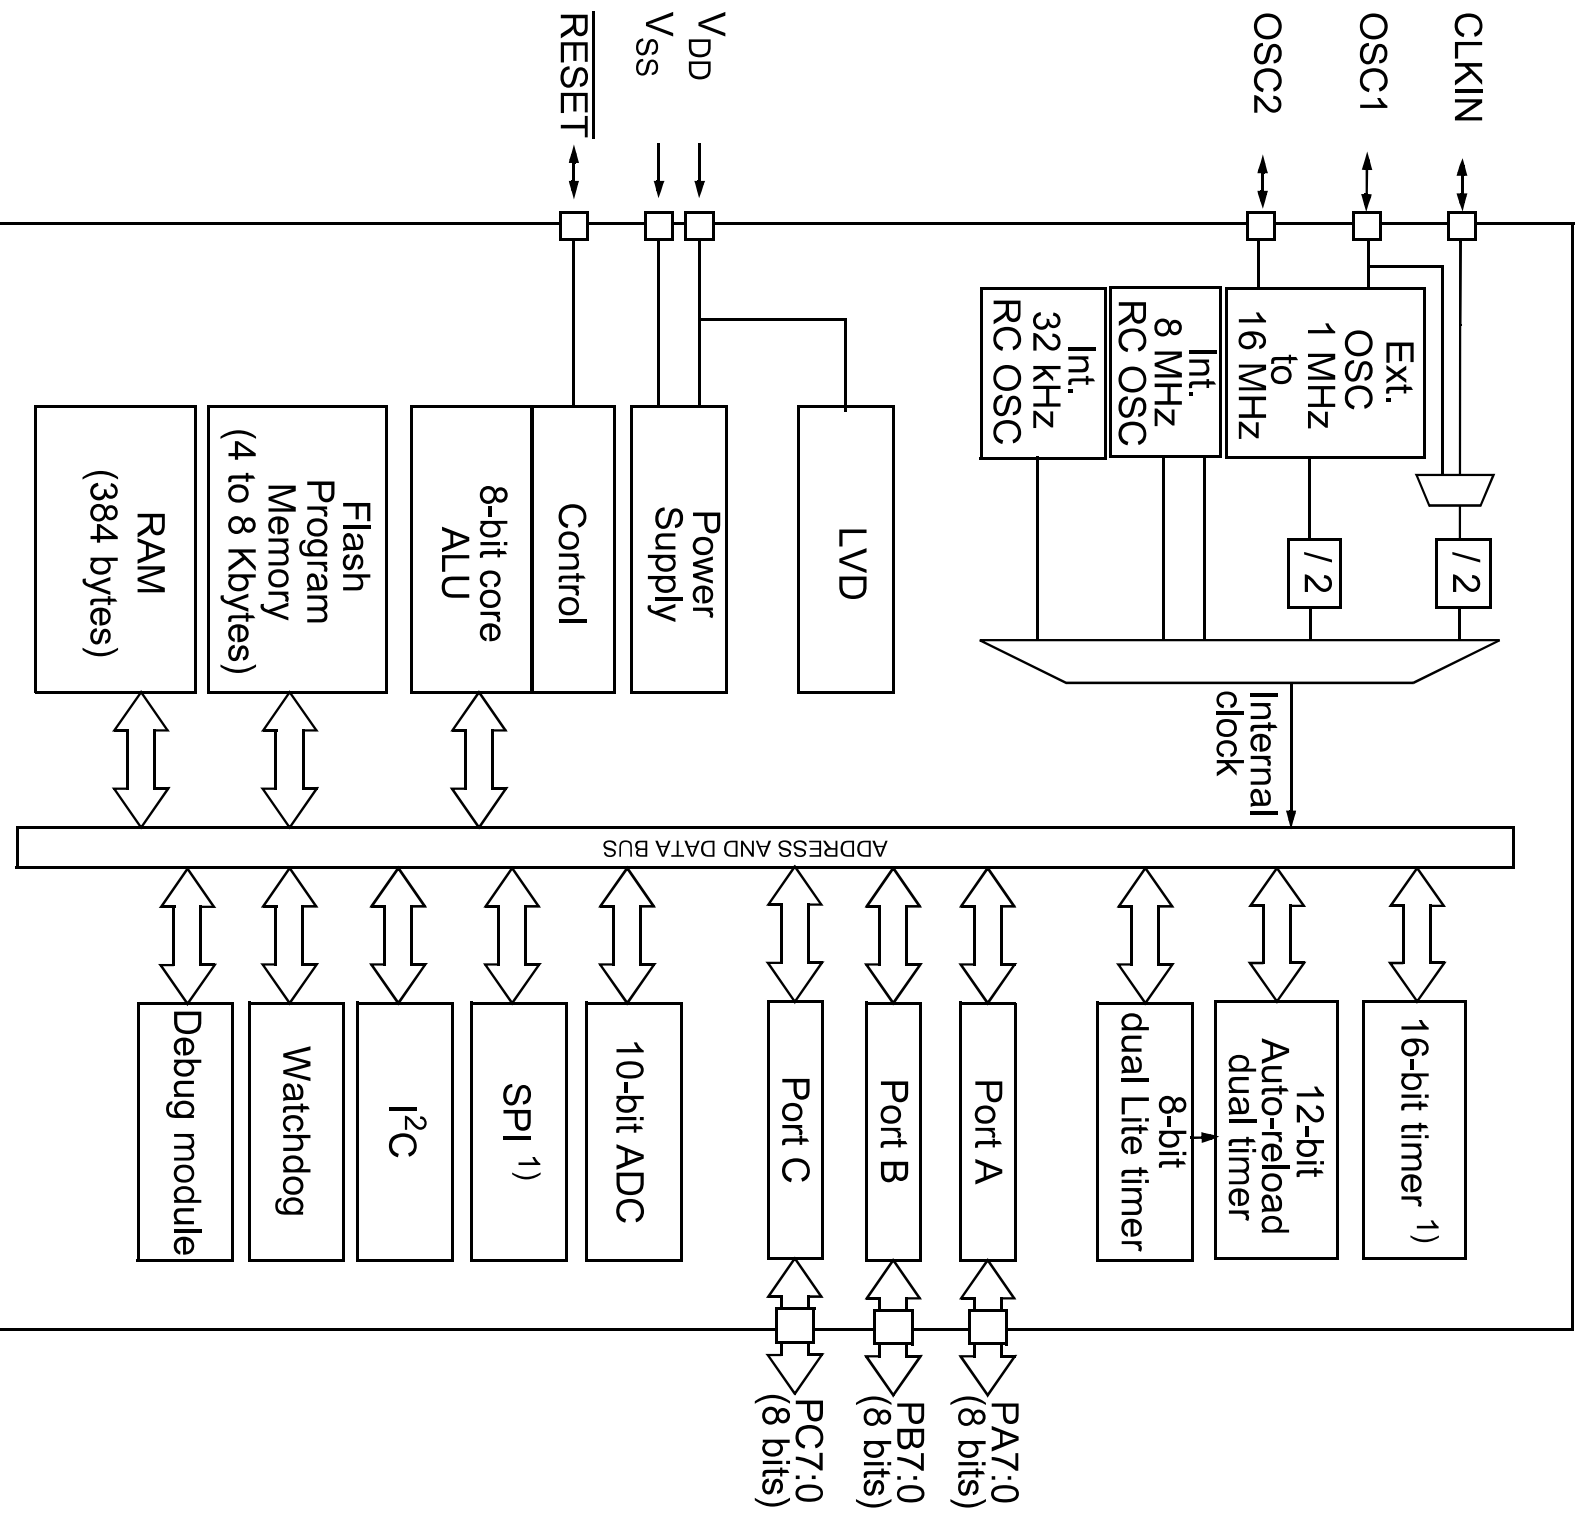 CLKIN
OSC1
OSC2
V_DD
V_SS
RESET
Ext.
OSC
1 MHz
to
16 MHz
Int.
8 MHz
RC OSC
Int.
32 kHz
RC OSC
/ 2
/ 2
Internal
clock
LVD
Power
Supply
Control
8-bit core
ALU
Flash
Program
Memory
(4 to 8 Kbytes)
RAM
(384 bytes)
ADDRESS AND DATA BUS
16-bit timer 1)
12-bit
Auto-reload
dual timer
8-bit
dual Lite timer
Port A
Port B
Port C
10-bit ADC
SPI 1)
I²C
Watchdog
Debug module
PA7:0
(8 bits)
PB7:0
(8 bits)
PC7:0
(8 bits)